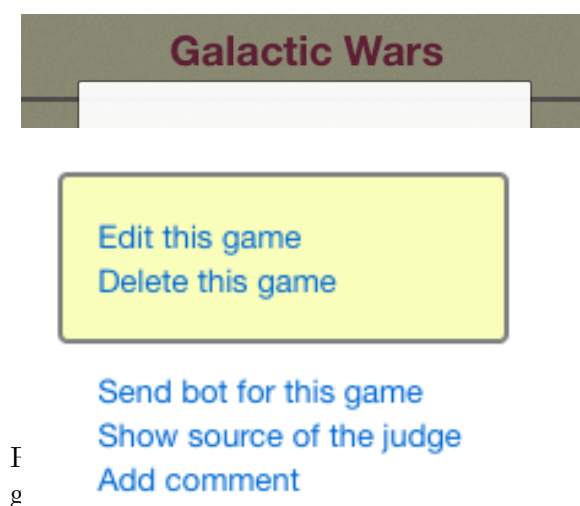 Galactic Wars
Edit this game
Delete this game
Send bot for this game
Show source of the judge
Add comment